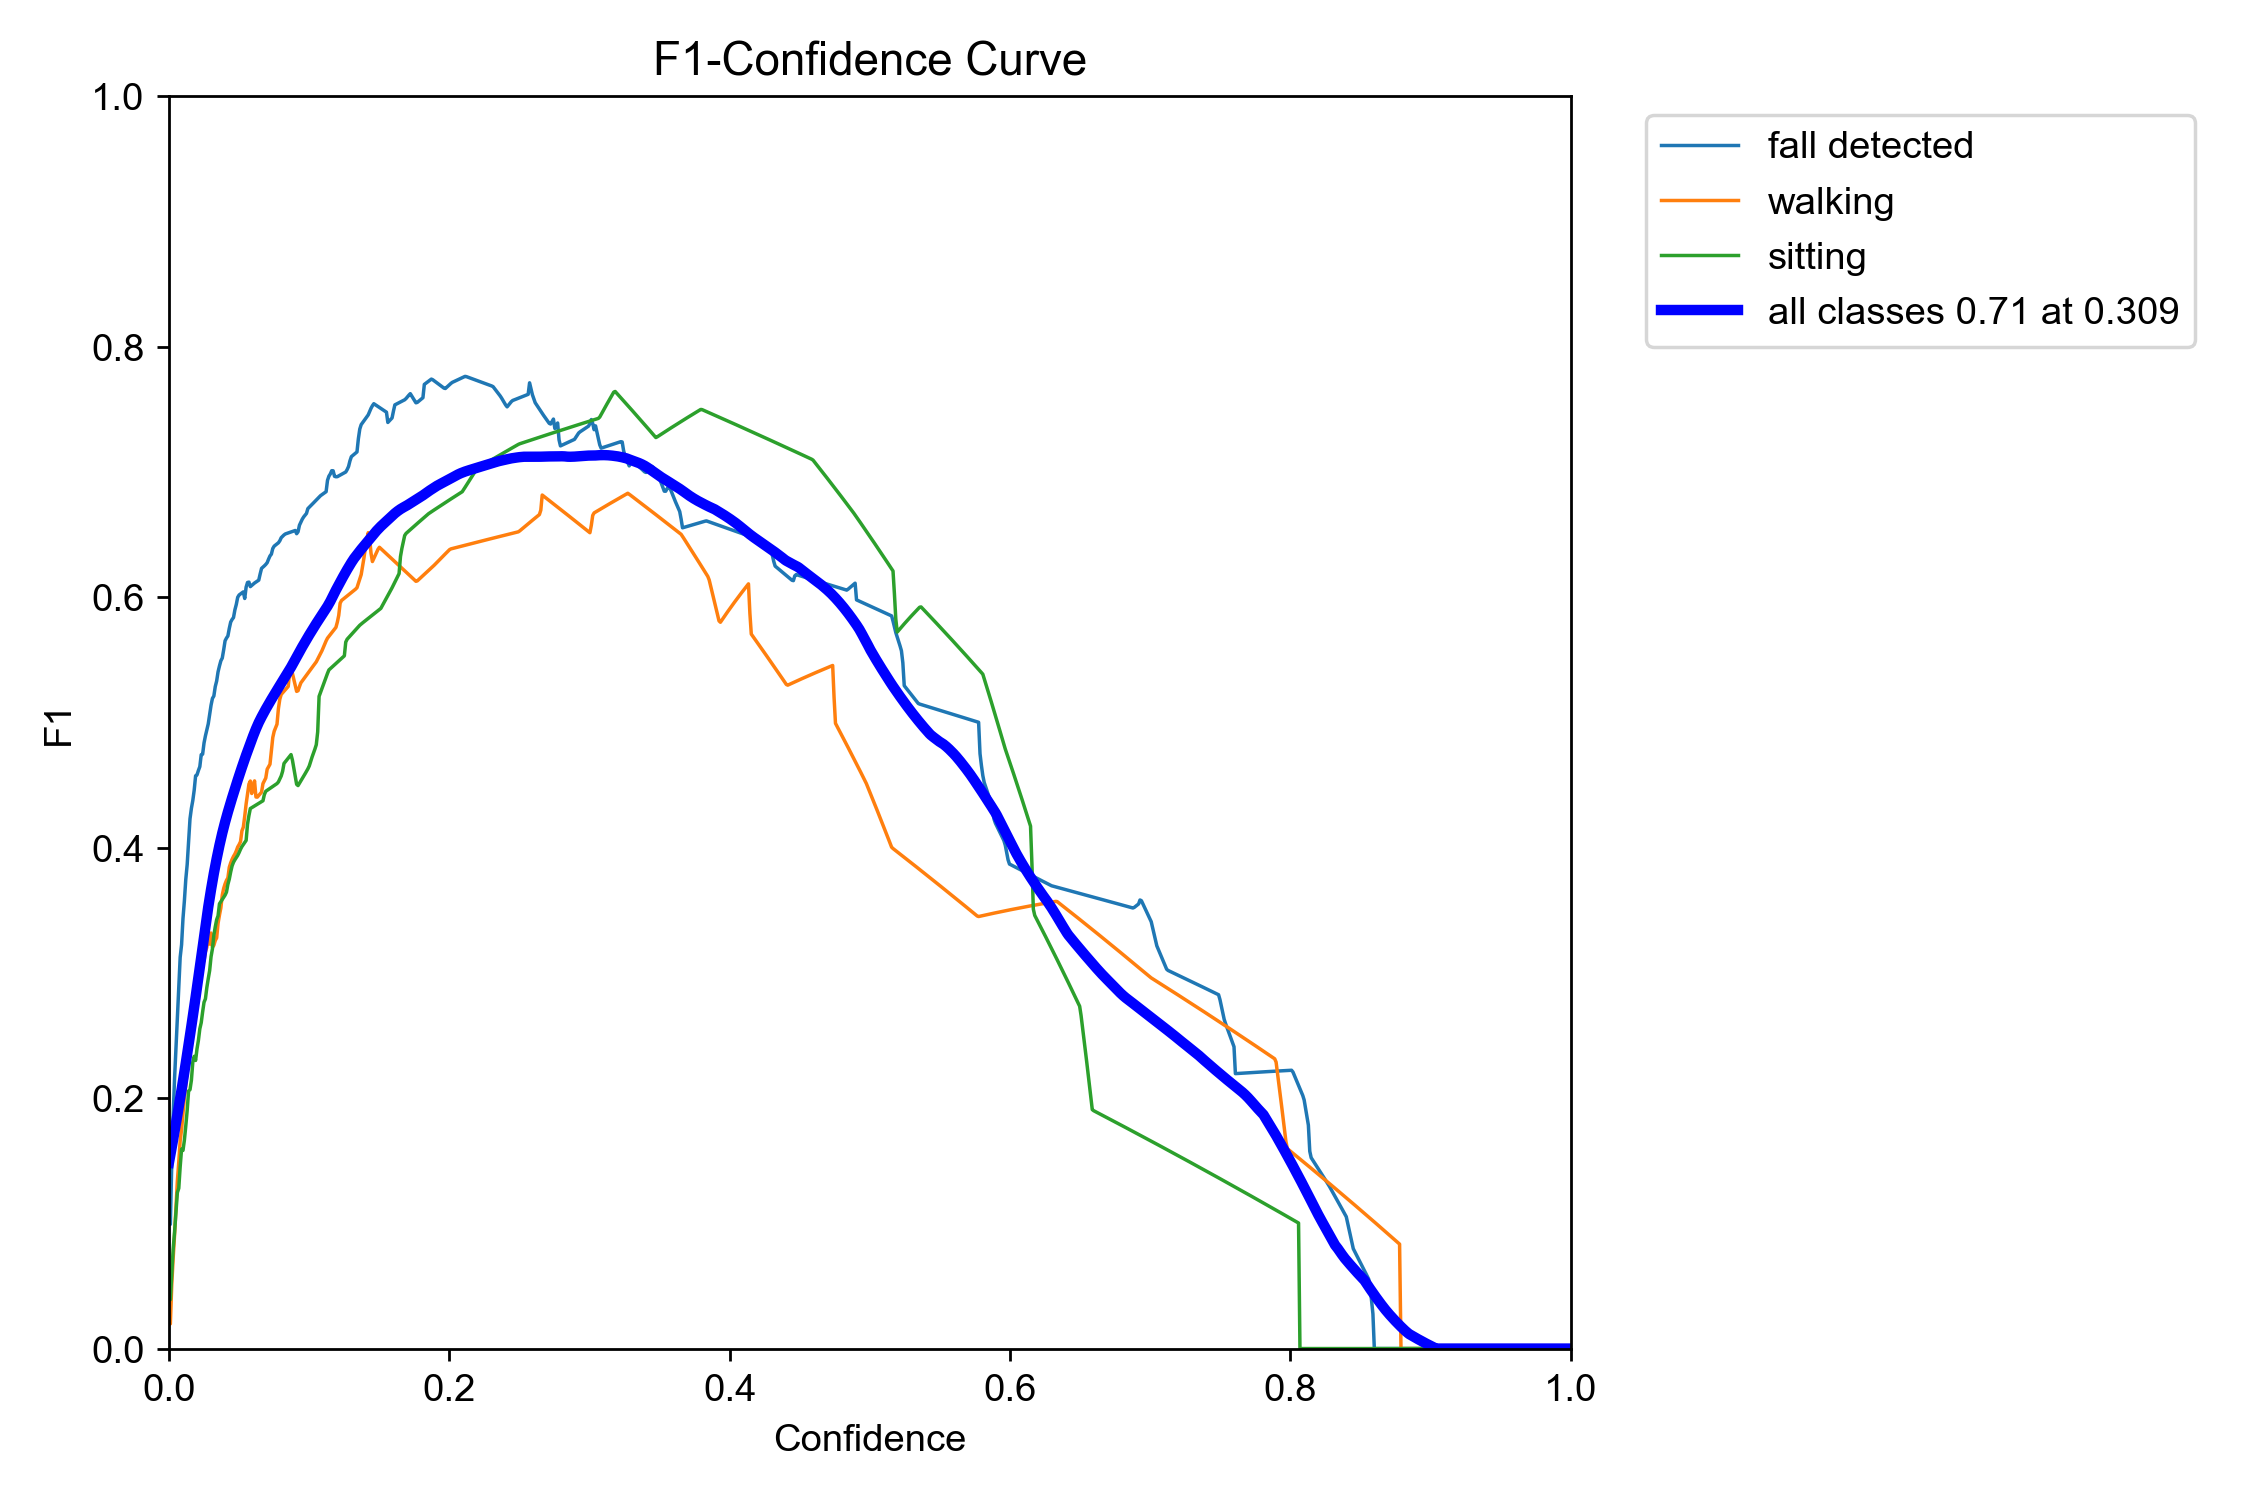 F1-Confidence Curve
1.0
0.8
0.6
0.4
0.2
0.0
F1
0.0 0.2 0.4 0.6 0.8 1.0
Confidence
fall detected
walking
sitting
all classes 0.71 at 0.309